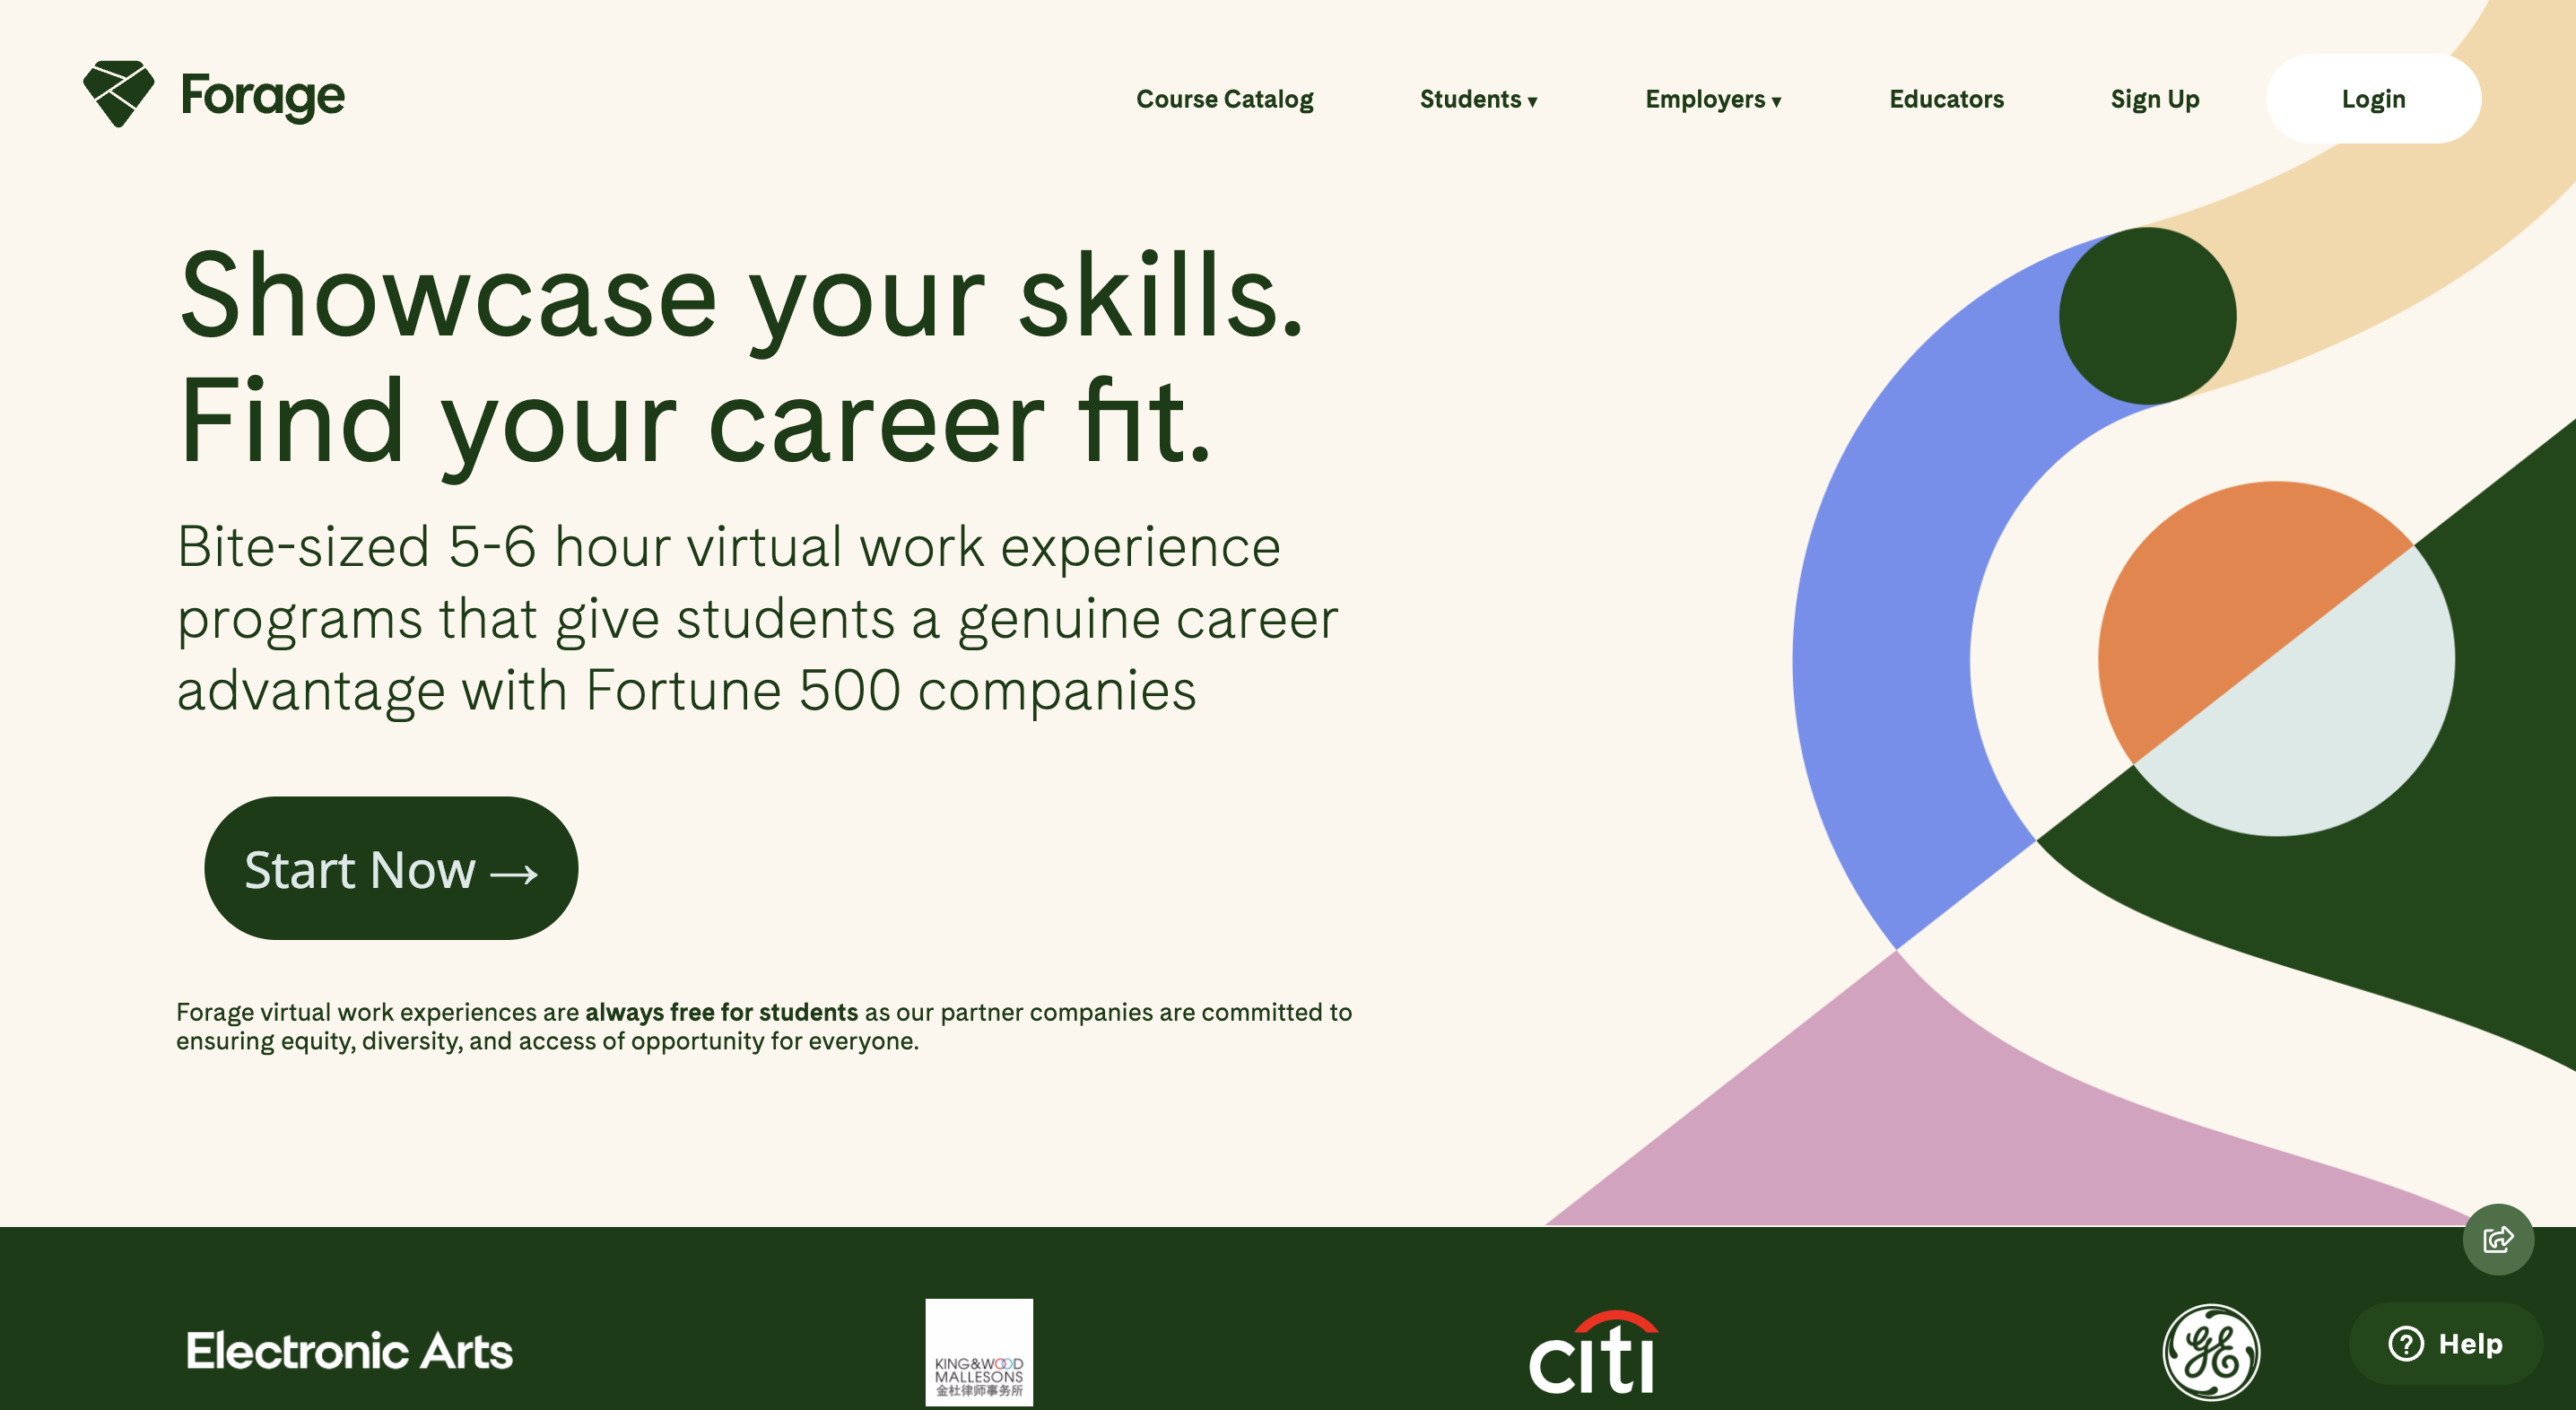 Forage
Course Catalog
Students ▾
Employers ▾
Educators
Sign Up
Login
Showcase your skills.
Find your career fit.
Bite-sized 5-6 hour virtual work experience
programs that give students a genuine career
advantage with Fortune 500 companies
Start Now →
Forage virtual work experiences are always free for students as our partner companies are committed to
ensuring equity, diversity, and access of opportunity for everyone.
Electronic Arts
KING&WOOD
MALLESONS
金杜律师事务所
citi
GE
Help